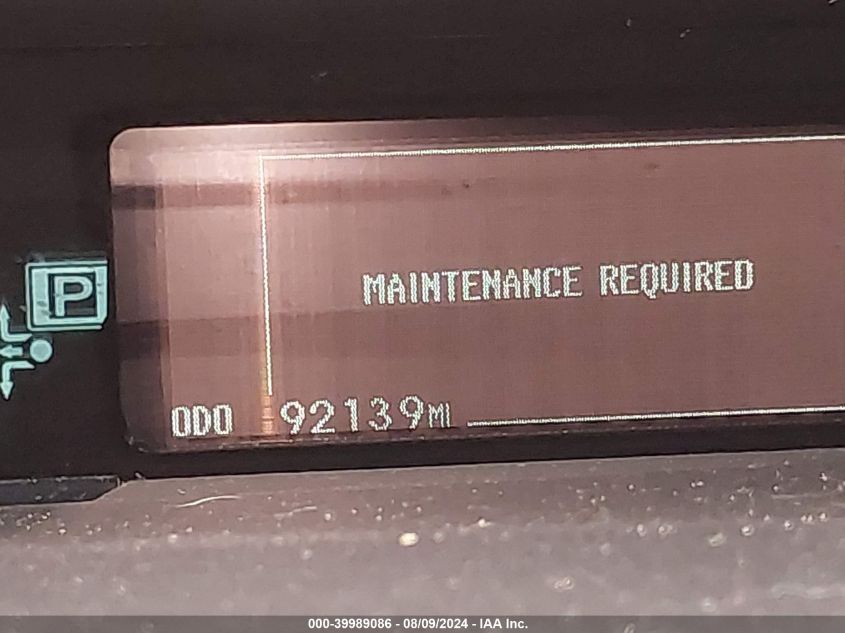 MAINTENANCE REQUIRED
P
ODO 92139MI
000-39989086 - 08/09/2024 - IAA Inc.